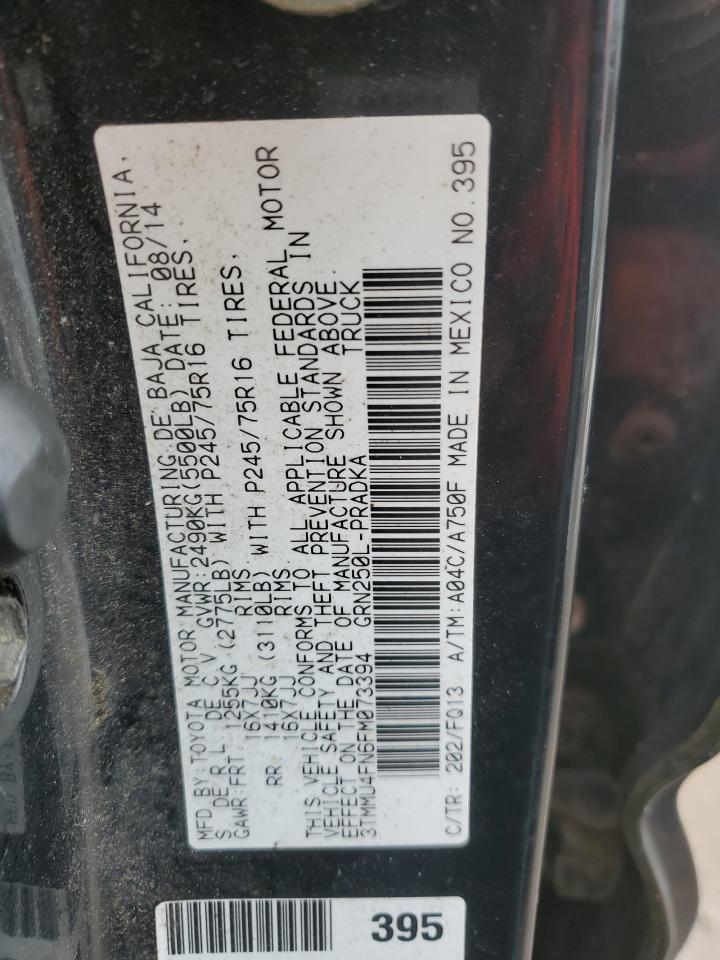 MFD BY:TOYOTA MOTOR MANUFACTURING DE BAJA CALIFORNIA,
S DE R.L. DE C.V. GVWR:2490KG(5500LB) DATE: 08/14
GAWR:FRT 1255KG (2775LB) WITH P245/75R16 TIRES,
16X7JJ RIMS.
RR 1410KG (3110LB) WITH P245/75R16 TIRES,
16X7JJ RIMS.
THIS VEHICLE CONFORMS TO ALL APPLICABLE FEDERAL MOTOR
VEHICLE SAFETY AND THEFT PREVENTION STANDARDS IN
EFFECT ON THE DATE OF MANUFACTURE SHOWN ABOVE.
3TMMU4FN6FM073394 GRN250L-PRADKA TRUCK
C/TR: 202/FQ13 A/TM:A04C/A750F MADE IN MEXICO NO.395
395